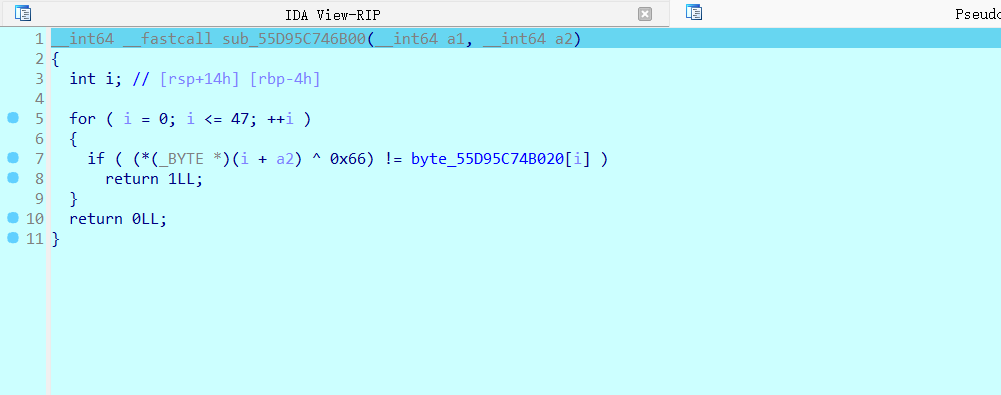 IDA View-RIP Pseudo
1 __int64 __fastcall sub_55D95C746B00(__int64 a1, __int64 a2)
2 {
3 int i; // [rsp+14h] [rbp-4h]
4
5 for ( i = 0; i <= 47; ++i )
6 {
7 if ( (*(_BYTE *)(i + a2) ^ 0x66) != byte_55D95C74B020[i] )
8 return 1LL;
9 }
10 return 0LL;
11 }